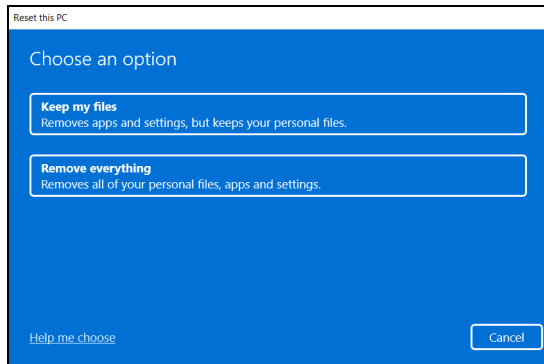 Reset this PC
Choose an option
Keep my files
Removes apps and settings, but keeps your personal files.
Remove everything
Removes all of your personal files, apps and settings.
Help me choose
Cancel